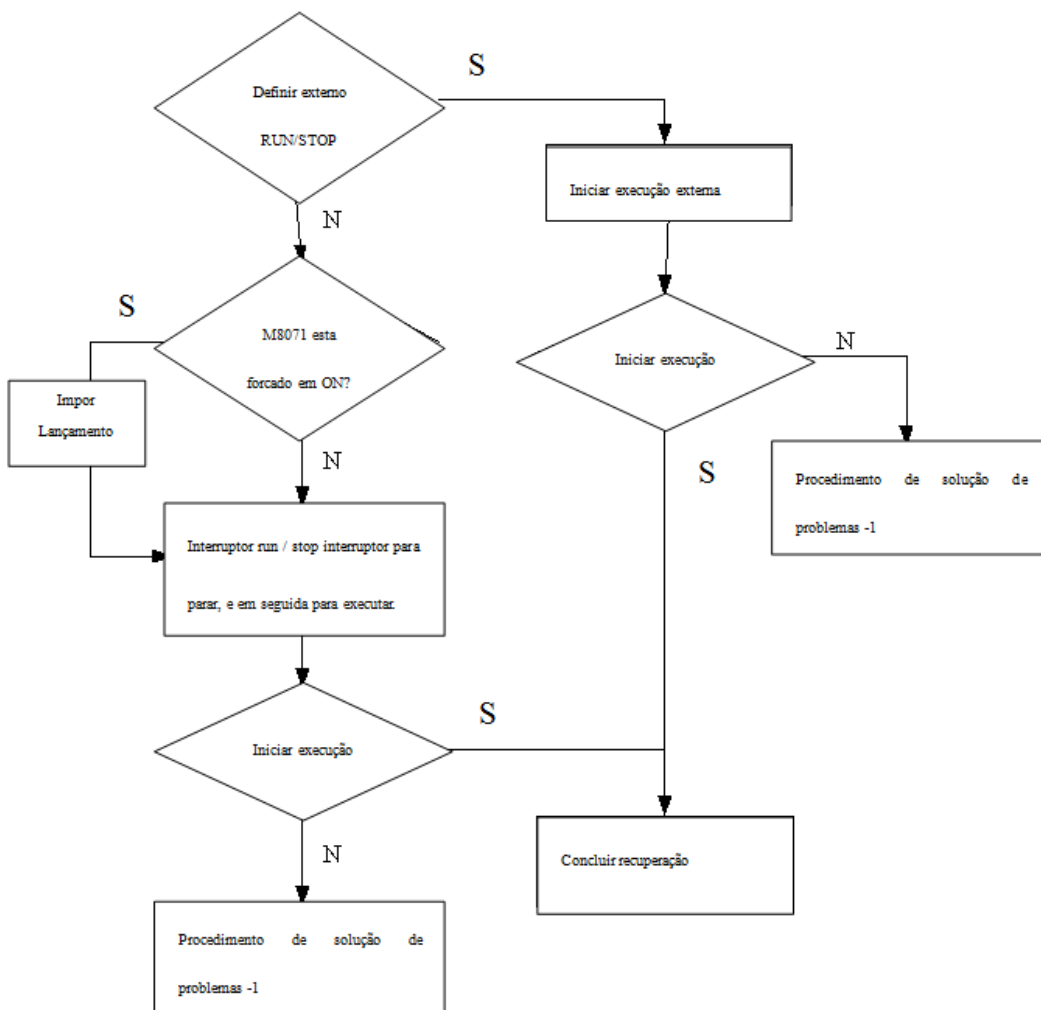 S
Definir externo
RUN/STOP
Iniciar execução externa
N
S
M8071 esta
forcado em ON?
Iniciar execução
N
Impor
Lançamento
N
S
Procedimento de solução de
problemas -1
Interruptor run / stop interruptor para
parar, e em seguida para executar.
S
Iniciar execução
N
Concluir recuperação
Procedimento de solução de
problemas -1